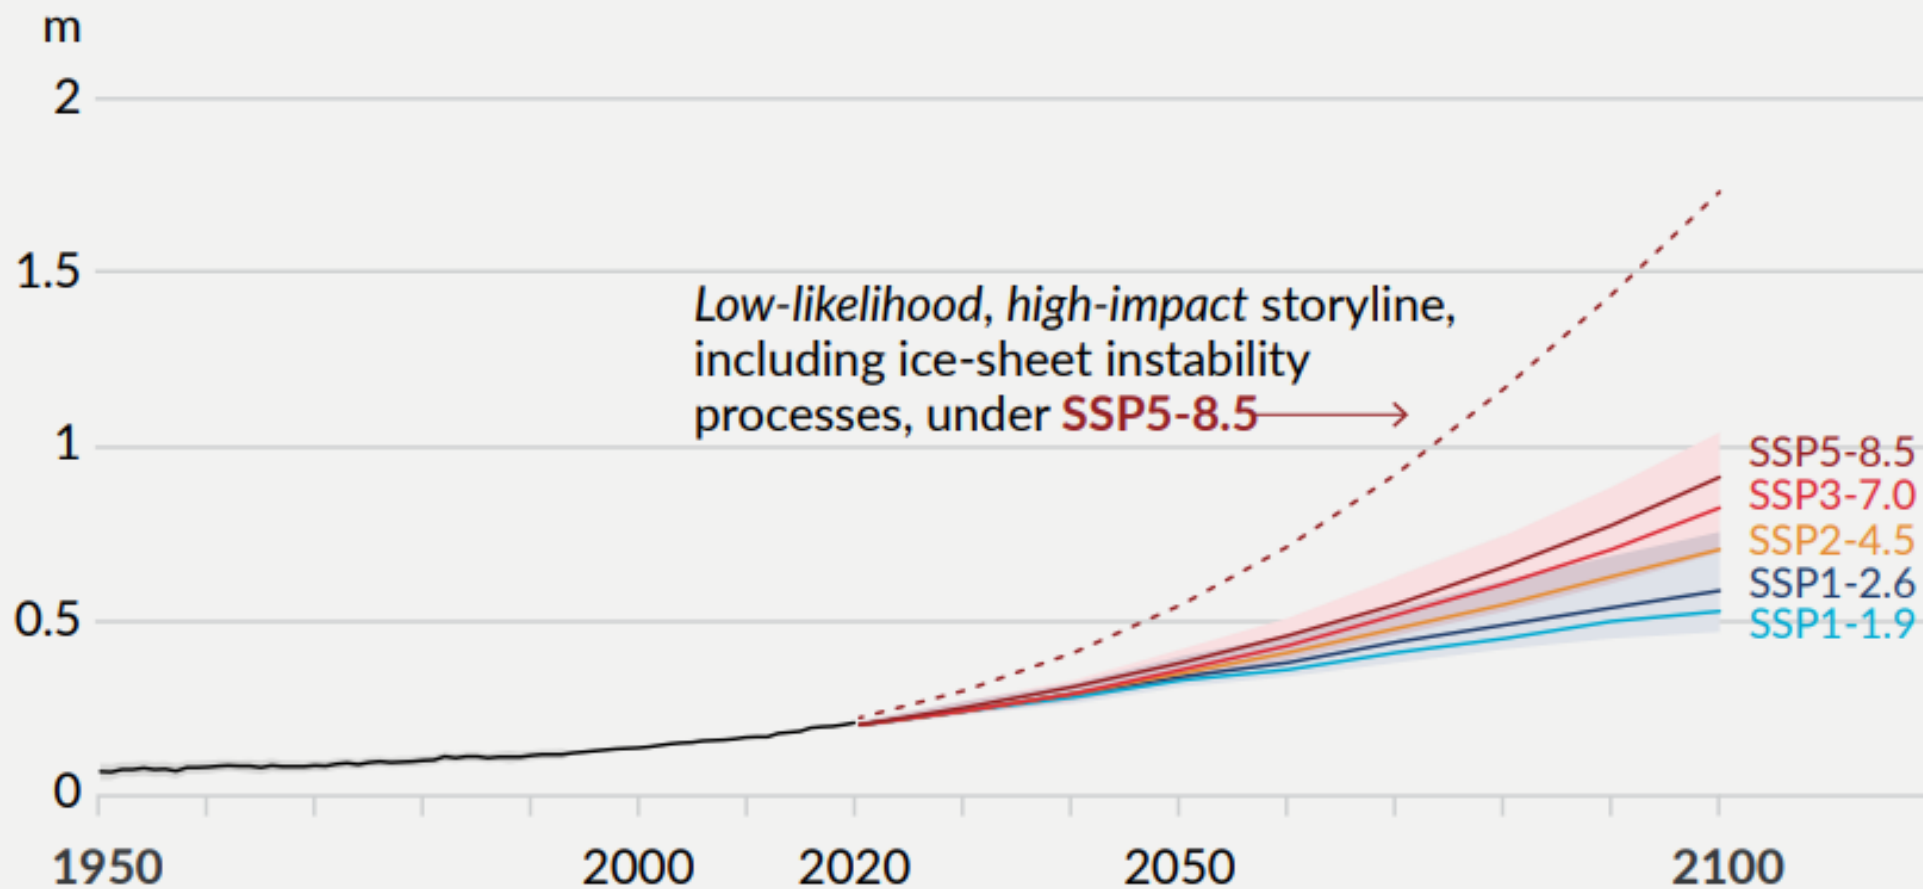 m
2
1.5
Low-likelihood, high-impact storyline,
including ice-sheet instability
processes, under SSP5-8.5
1
SSP5-8.5
SSP3-7.0
SSP2-4.5
SSP1-2.6
SSP1-1.9
0.5
0
1950 2000 2020 2050 2100